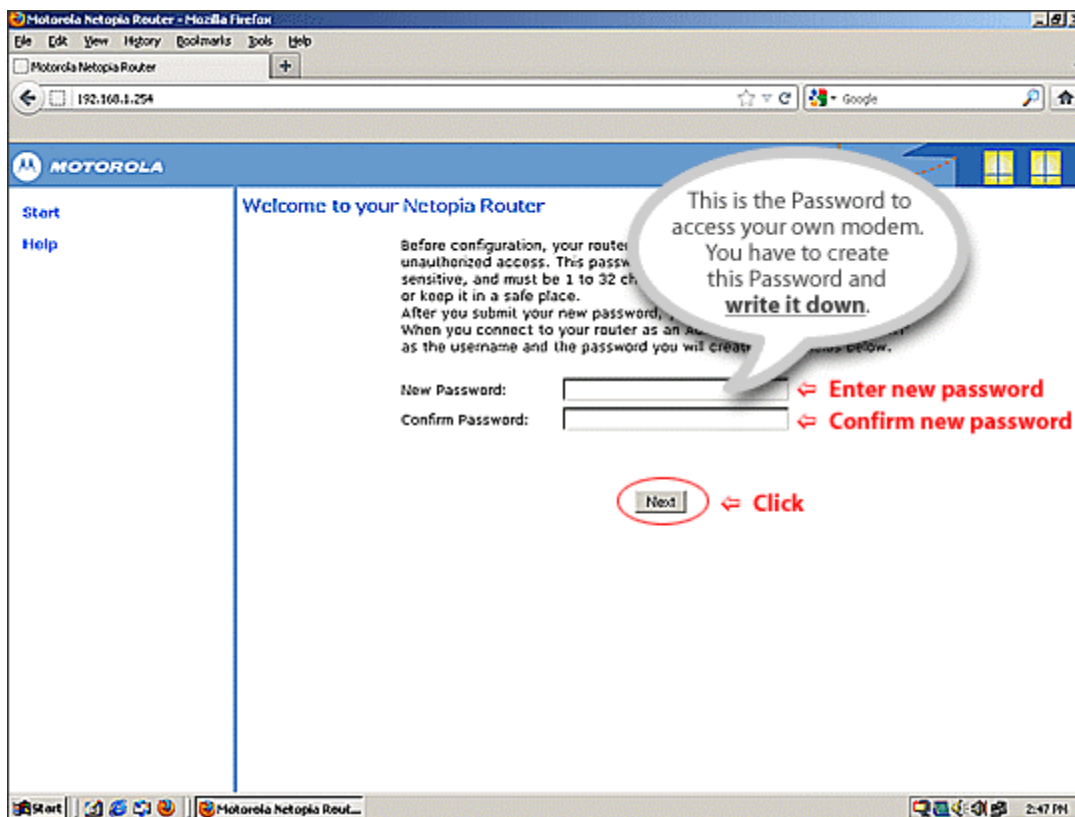 Motorola Netopia Router - Mozilla Firefox
File Edit View History Bookmarks Tools Help
Motorola Netopia Router +
192.168.1.254 Google
MOTOROLA
Start
Help
Welcome to your Netopia Router
Before configuration, your router
unauthorized access. This passw
sensitive, and must be 1 to 32 ch
or keep it in a safe place.
After you submit your new password,
When you connect to your router as an
as the username and the password you will creat below.
This is the Password to
access your own modem.
You have to create
this Password and
write it down.
New Password: ⇦ Enter new password
Confirm Password: ⇦ Confirm new password
Next ⇦ Click
Start Motorola Netopia Rout... 2:47 PM